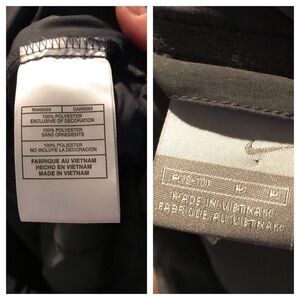 100% POLYESTER
EXCLUSIVE OF DECORATION
100% POLYESTER
SANS ORNEMENTS
100% POLIESTER
NO INCLUYE LA DECORACIÓN
FABRIQUE AU VIETNAM
HECHO EN VIETNAM
MADE IN VIETNAM
MADE IN VIETNAM
FABRIQUE AU VIETNAM